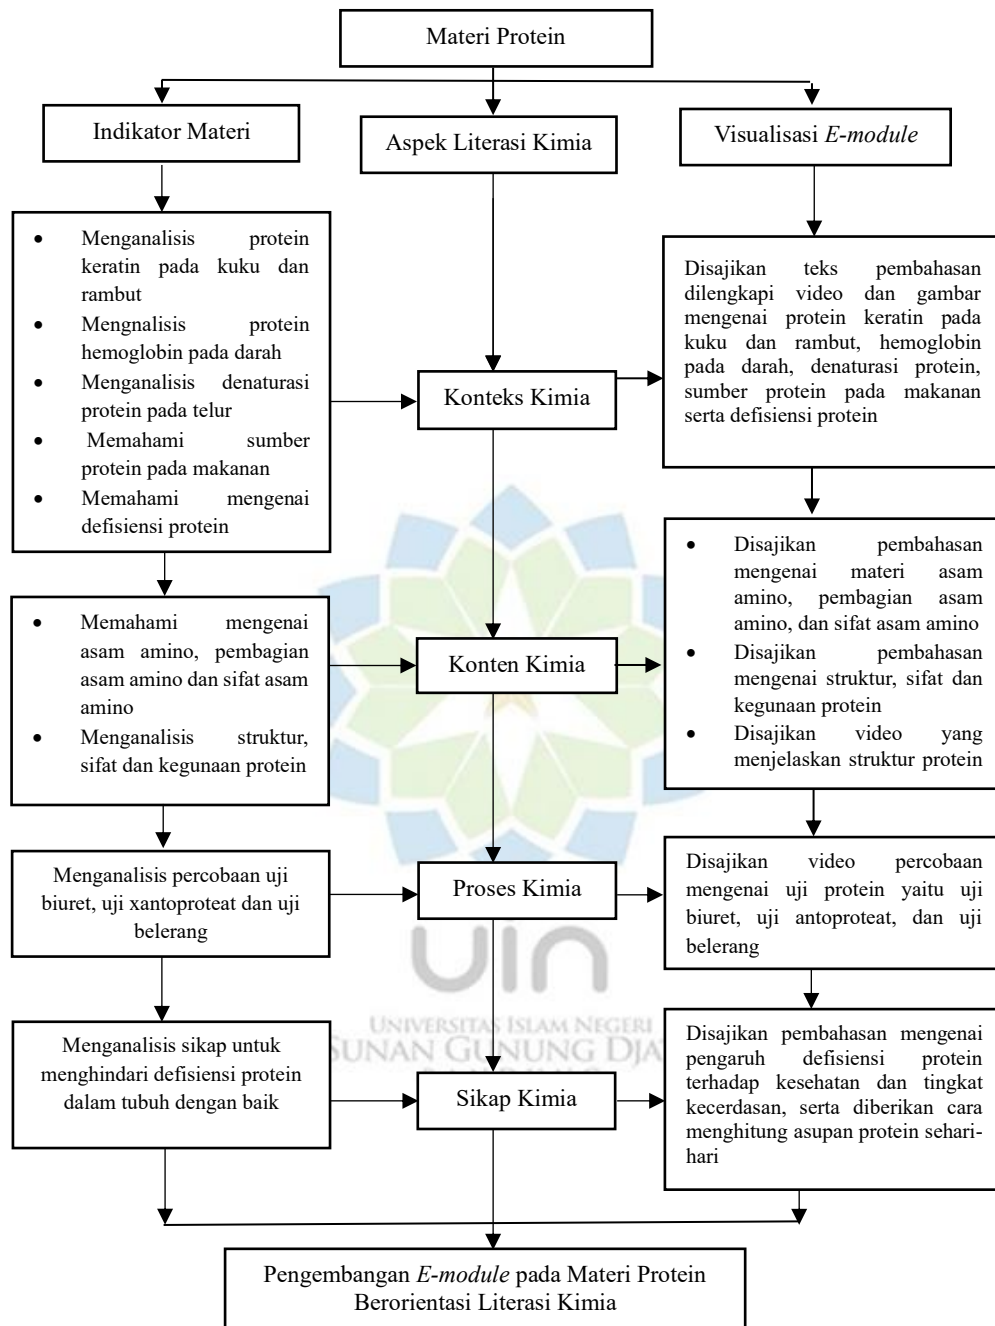 Materi Protein
Indikator Materi
Aspek Literasi Kimia
Visualisasi E-module
• Menganalisis protein
keratin pada kuku dan
rambut
• Mengnalisis protein
hemoglobin pada darah
• Menganalisis denaturasi
protein pada telur
• Memahami sumber
protein pada makanan
• Memahami mengenai
defisiensi protein
Konteks Kimia
Disajikan teks pembahasan
dilengkapi video dan gambar
mengenai protein keratin pada
kuku dan rambut, hemoglobin
pada darah, denaturasi protein,
sumber protein pada makanan
serta defisiensi protein
• Memahami mengenai
asam amino, pembagian
asam amino dan sifat asam
amino
• Menganalisis struktur,
sifat dan kegunaan protein
Konten Kimia
• Disajikan pembahasan
mengenai materi asam
amino, pembagian asam
amino, dan sifat asam amino
• Disajikan pembahasan
mengenai struktur, sifat dan
kegunaan protein
• Disajikan video yang
menjelaskan struktur protein
Menganalisis percobaan uji
biuret, uji xantoproteat dan uji
belerang
Proses Kimia
Disajikan video percobaan
mengenai uji protein yaitu uji
biuret, uji antoproteat, dan uji
belerang
uin
UNIVERSITAS ISLAM NEGERI
SUNAN GUNUNG
Menganalisis sikap untuk
menghindari defisiensi protein
dalam tubuh dengan baik
Sikap Kimia
Disajikan pembahasan mengenai
pengaruh defisiensi protein
terhadap kesehatan dan tingkat
kecerdasan, serta diberikan cara
menghitung asupan protein sehari-
hari
Pengembangan E-module pada Materi Protein
Berorientasi Literasi Kimia